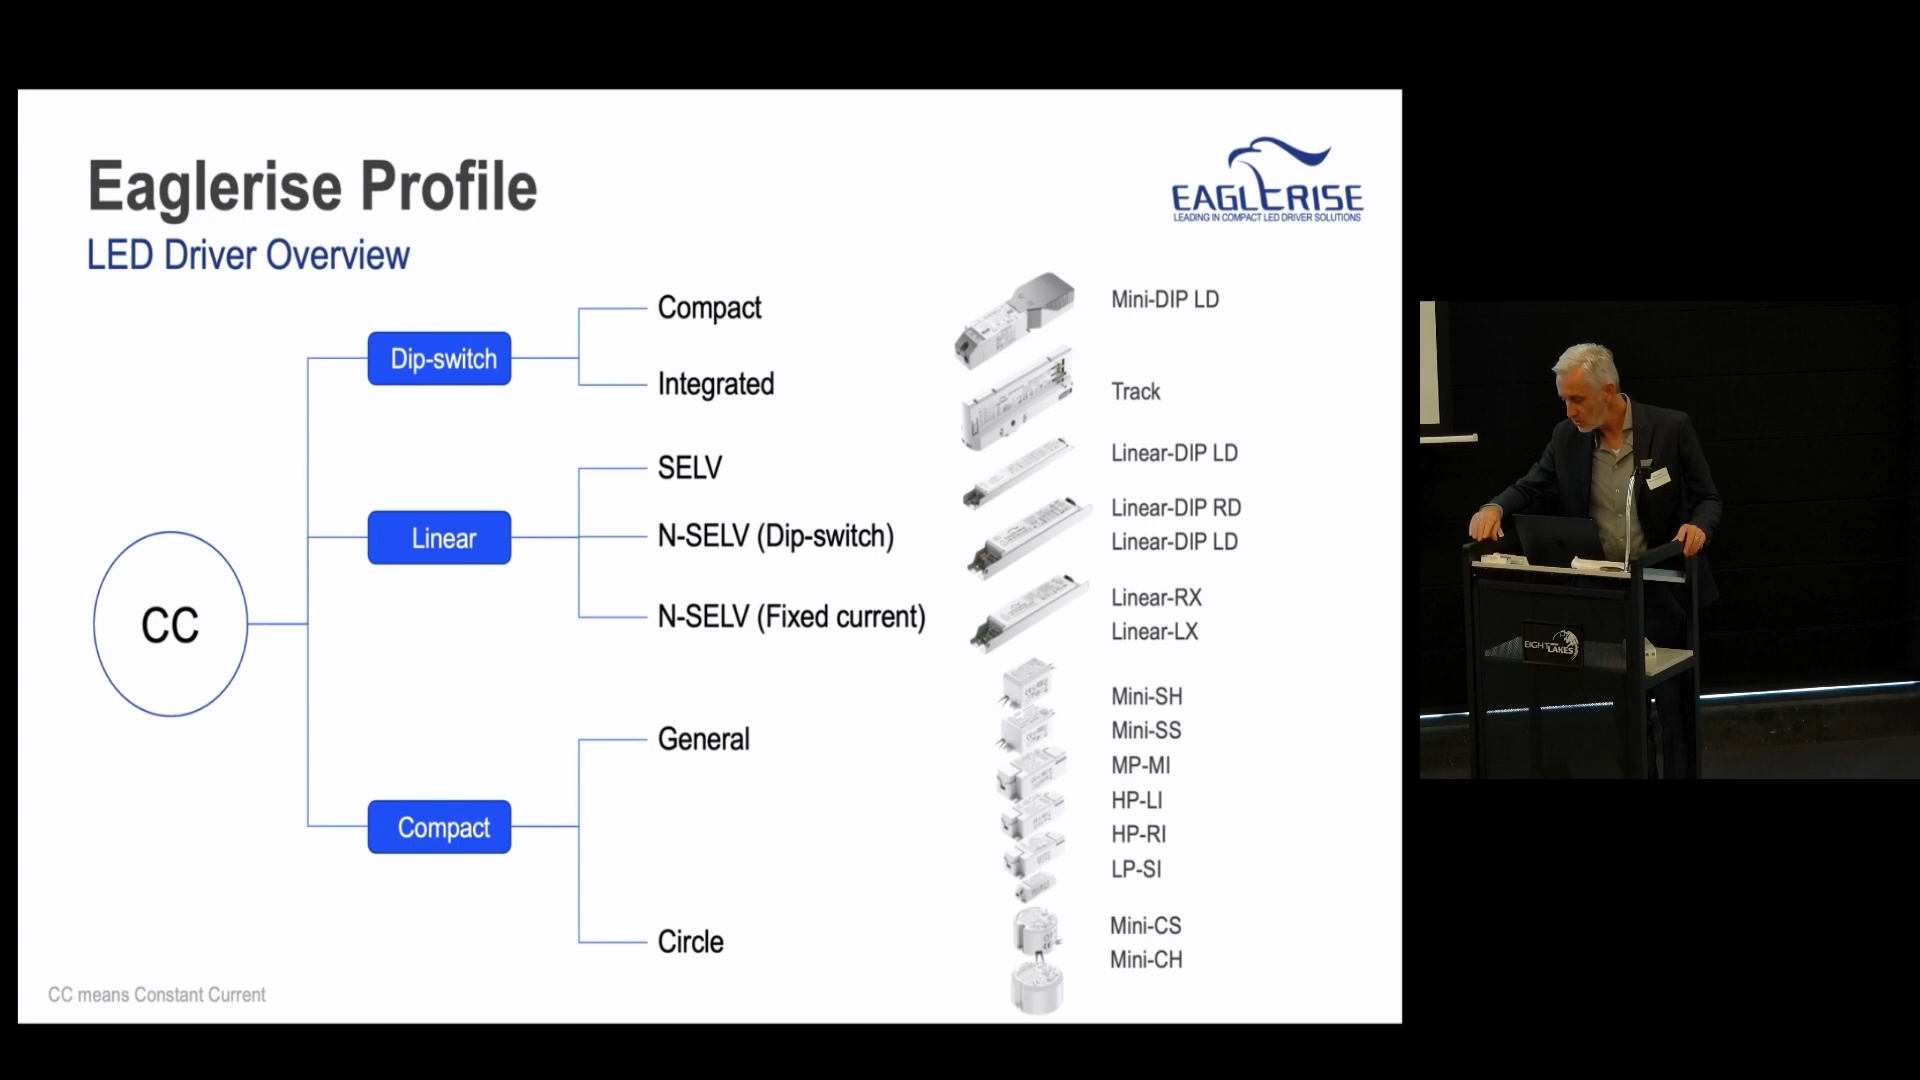 Eaglerise Profile
LED Driver Overview
EAGLERISE
LEADING IN COMPACT LED DRIVER SOLUTIONS
CC
Dip-switch
Linear
Compact
Compact
Integrated
SELV
N-SELV (Dip-switch)
N-SELV (Fixed current)
General
Circle
Mini-DIP LD
Track
Linear-DIP LD
Linear-DIP RD
Linear-DIP LD
Linear-RX
Linear-LX
Mini-SH
Mini-SS
MP-MI
HP-LI
HP-RI
LP-SI
Mini-CS
Mini-CH
CC means Constant Current
EIGHT
LAKES